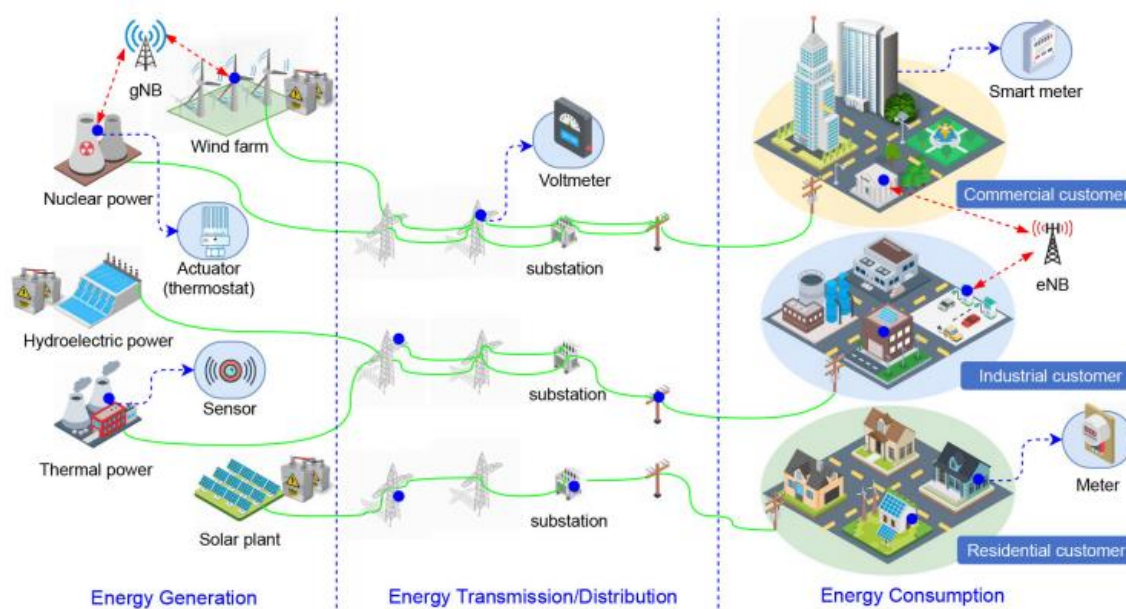 gNB
Wind farm
Nuclear power
Actuator
(thermostat)
Hydroelectric power
Sensor
Thermal power
Solar plant
Energy Generation
Voltmeter
substation
substation
substation
Energy Transmission/Distribution
Smart meter
Commercial customer
eNB
Industrial customer
Meter
Residential customer
Energy Consumption